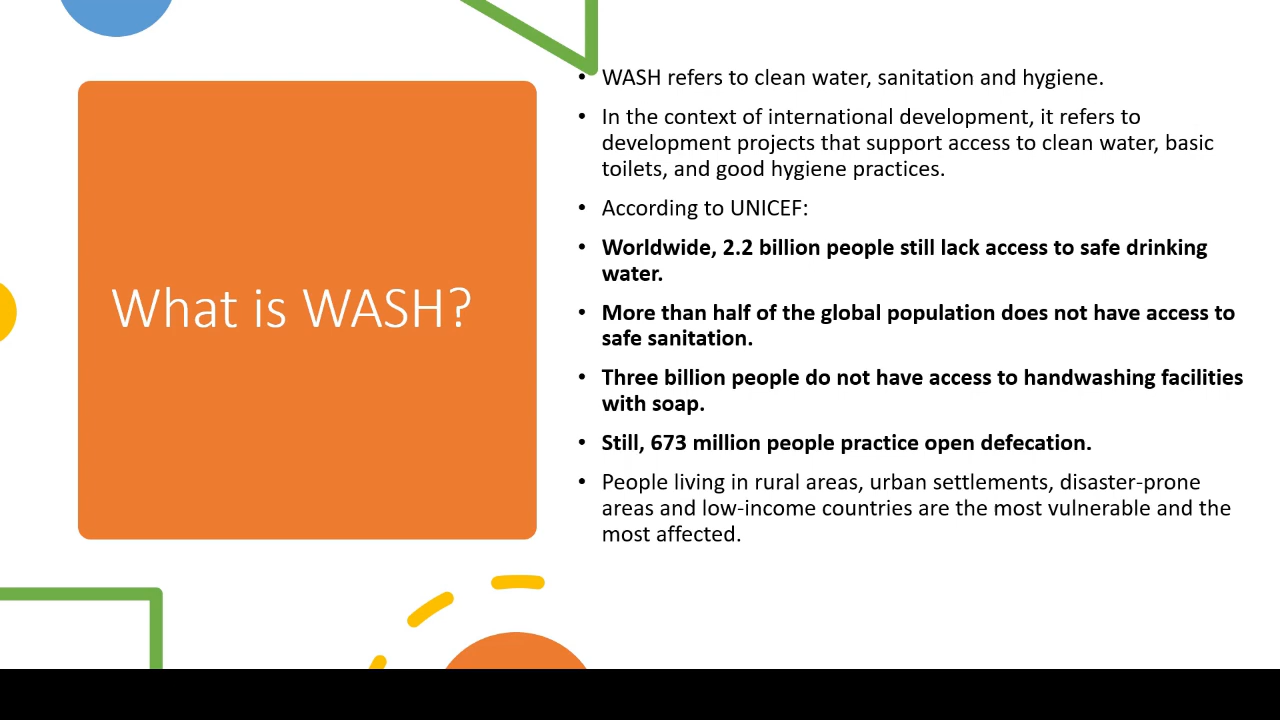 What is WASH?
• WASH refers to clean water, sanitation and hygiene.
• In the context of international development, it refers to
development projects that support access to clean water, basic
toilets, and good hygiene practices.
• According to UNICEF:
• Worldwide, 2.2 billion people still lack access to safe drinking
water.
• More than half of the global population does not have access to
safe sanitation.
• Three billion people do not have access to handwashing facilities
with soap.
• Still, 673 million people practice open defecation.
• People living in rural areas, urban settlements, disaster-prone
areas and low-income countries are the most vulnerable and the
most affected.